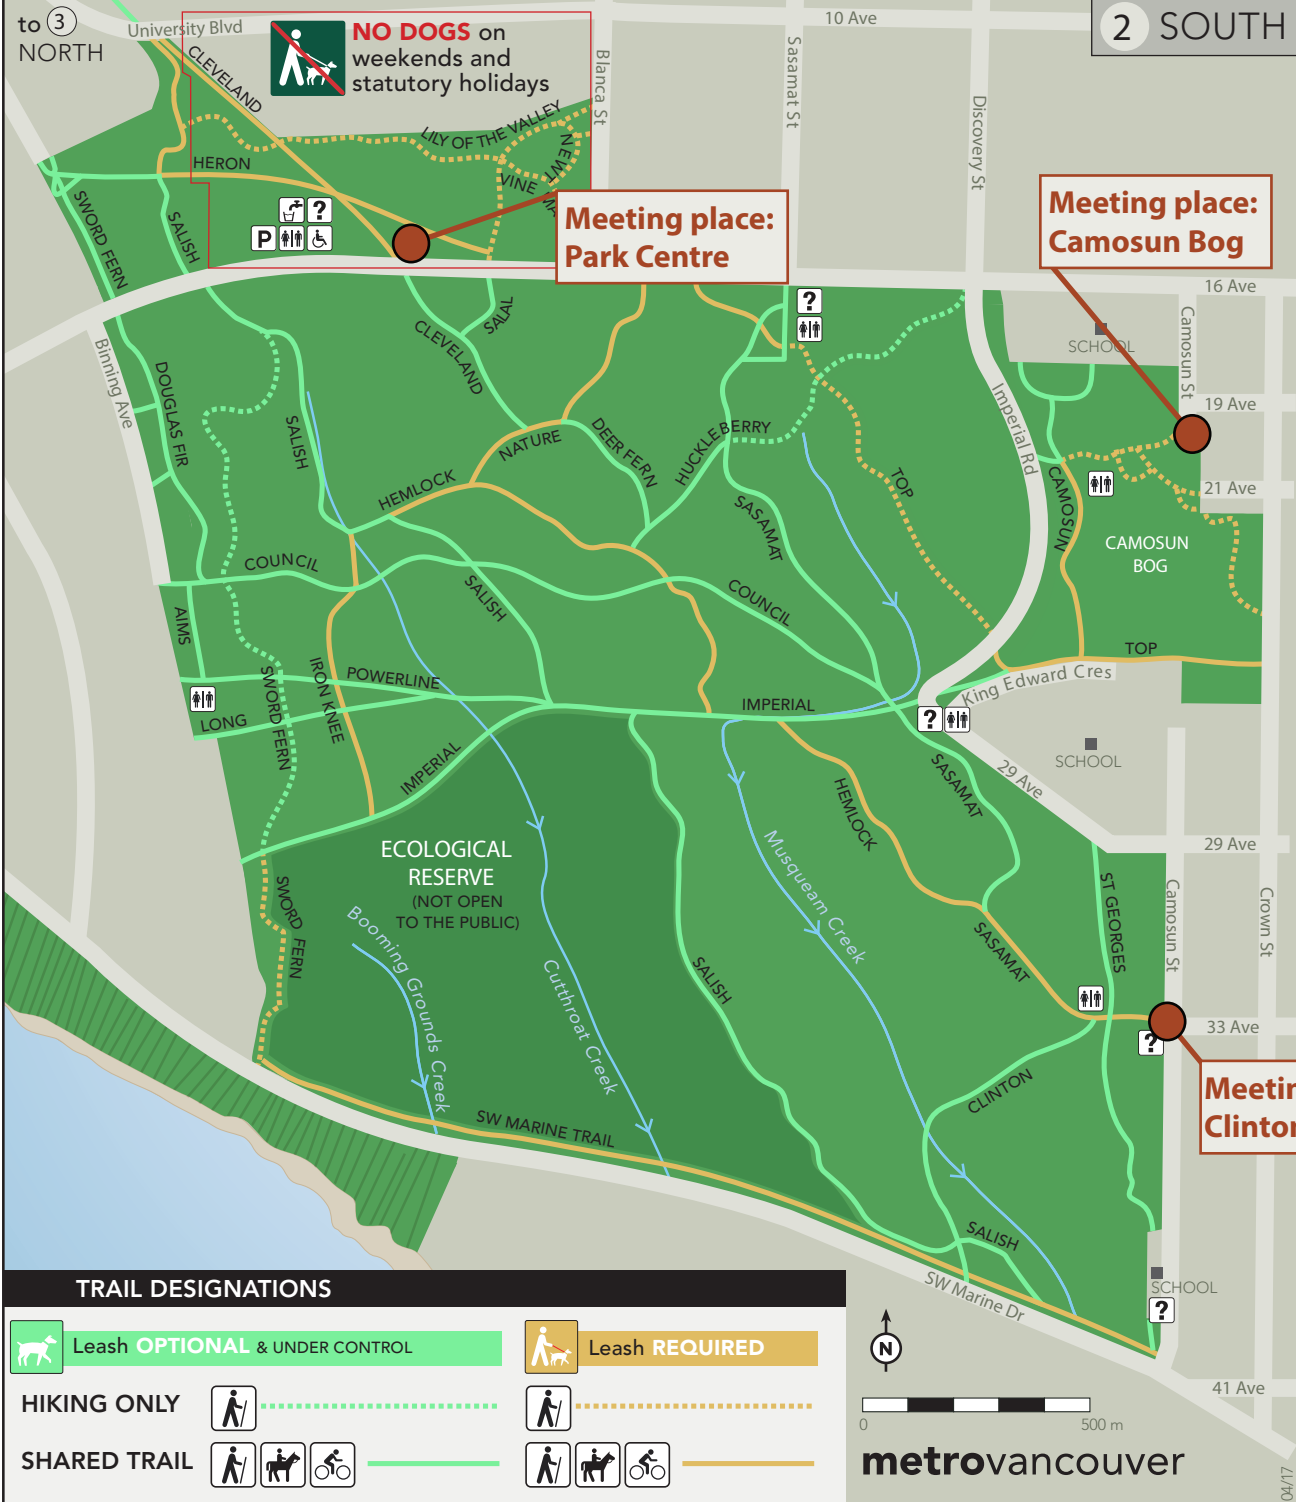 to 3
NORTH
University Blvd
10 Ave
2 SOUTH
NO DOGS on
weekends and
statutory holidays
CLEVELAND
Blanca St
Sasamat St
Discovery St
LILY OF THE VALLEY
NEWT
HERON
VINE
SWORD FERN
SALISH
?
P
Meeting place:
Park Centre
Meeting place:
Camosun Bog
16 Ave
SALAL
?
CLEVELAND
SCHOOL
Camosun St
Binning Ave
DOUGLAS FIR
SALISH
Imperial Rd
19 Ave
NATURE
DEER FERN
HUCKLEBERRY
HEMLOCK
TOP
CAMOSUN
21 Ave
SASAMAT
CAMOSUN
BOG
COUNCIL
SALISH
COUNCIL
AIMS
TOP
IRON KNEE
POWERLINE
SWORD FERN
King Edward Cres
IMPERIAL
?
LONG
IMPERIAL
SCHOOL
SASAMAT
29 Ave
HEMLOCK
29 Ave
ECOLOGICAL
RESERVE
(NOT OPEN
TO THE PUBLIC)
Musqueam Creek
SWORD FERN
ST GEORGES
Camosun St
Crown St
Booming Grounds Creek
Cutthroat Creek
SALISH
SASAMAT
33 Ave
?
Meetin
Clinton
CLINTON
SW MARINE TRAIL
SALISH
SW Marine Dr
SCHOOL
?
TRAIL DESIGNATIONS
Leash OPTIONAL & UNDER CONTROL
Leash REQUIRED
HIKING ONLY
SHARED TRAIL
N
0
500 m
41 Ave
metrovancouver
04/17